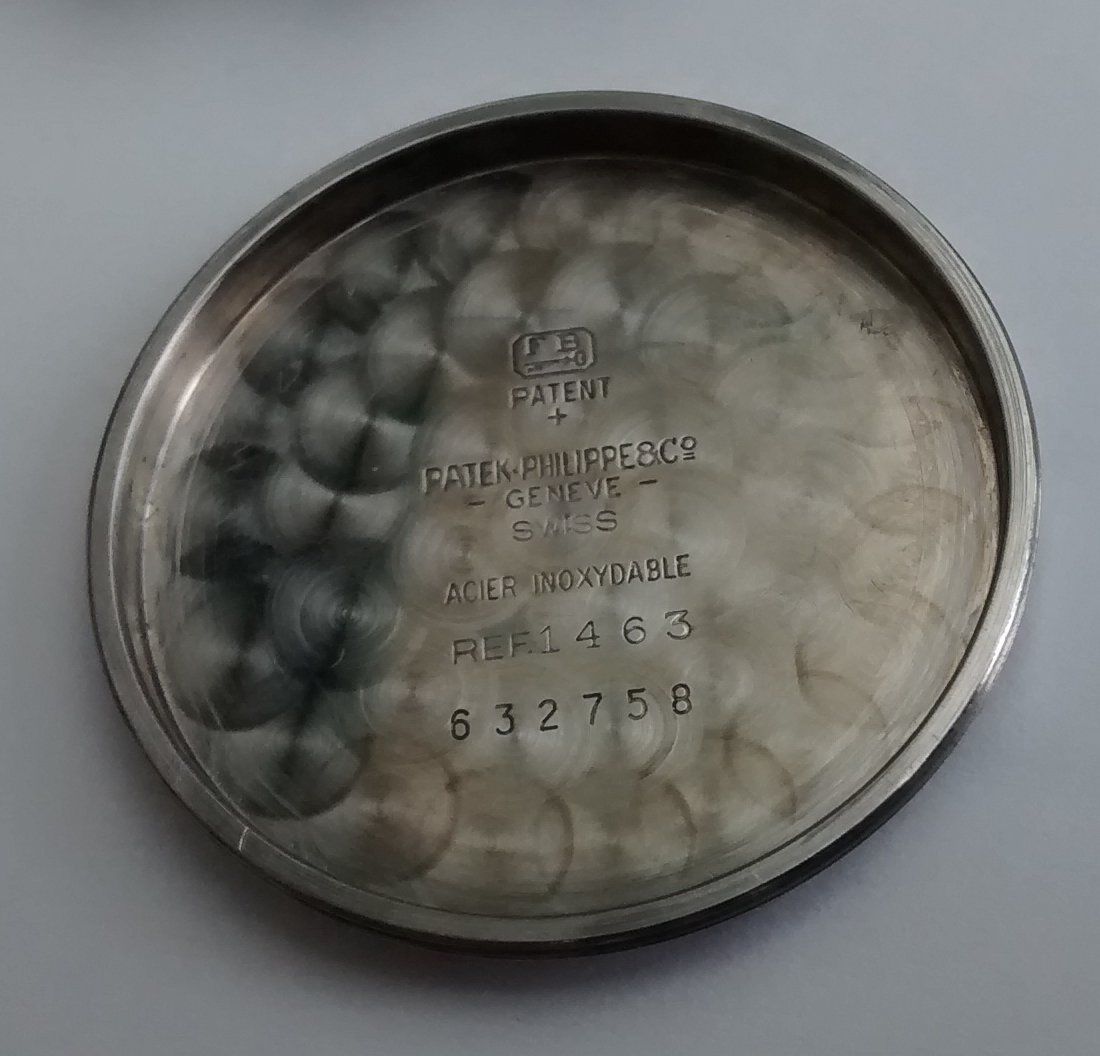 F B
PATENT
+
PATEK·PHILIPPE&Cº
- GENEVE -
SWISS
ACIER INOXYDABLE
REF.1463
632758